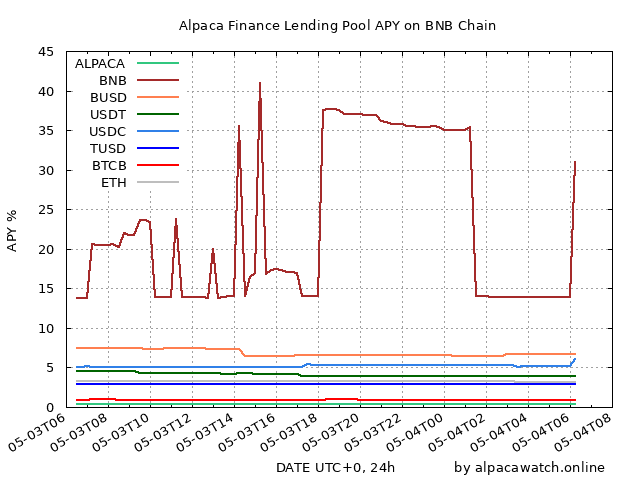 Alpaca Finance Lending Pool APY on BNB Chain
45
40
35
30
25
20
15
10
5
0
APY %
ALPACA
BNB
BUSD
USDT
USDC
TUSD
BTCB
ETH
05-03T06
05-03T08
05-03T10
05-03T12
05-03T14
05-03T16
05-03T18
05-03T20
05-03T22
05-04T00
05-04T02
05-04T04
05-04T06
05-04T08
DATE UTC+0, 24h
by alpacawatch.online